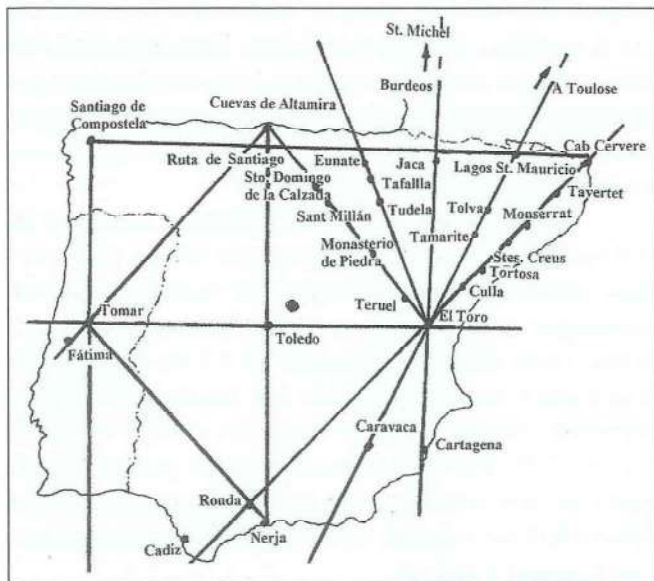 St. Michel
Burdeos
A Toulose
Santiago de
Compostela
Cuevas de Altamira
Cab Cervere
Ruta de Santiago
Eunate
Jaca
Lagos St. Mauricio
Sto. Domingo
de la Calzada
Tafallla
Tavertet
Sant Millán
Tudela
Tolva
Monserrat
Monasterio
de Piedra
Tamarite
Stes. Creus
Tortosa
Teruel
Culla
Tomar
Toledo
El Toro
Fátima
Caravaca
Cartagena
Ronda
Cadiz
Nerja